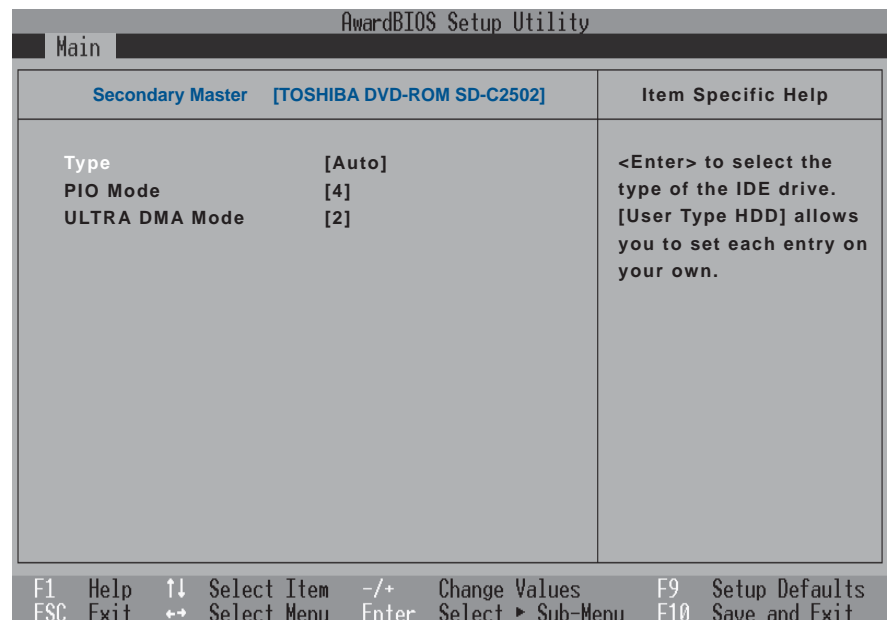 AwardBIOS Setup Utility
Main
Secondary Master [TOSHIBA DVD-ROM SD-C2502]
Item Specific Help
Type [Auto]
PIO Mode [4]
ULTRA DMA Mode [2]
<Enter> to select the
type of the IDE drive.
[User Type HDD] allows
you to set each entry on
your own.
F1 Help ↑↓ Select Item -/+ Change Values F9 Setup Defaults
ESC Exit ←→ Select Menu Enter Select ▶ Sub-Menu F10 Save and Exit